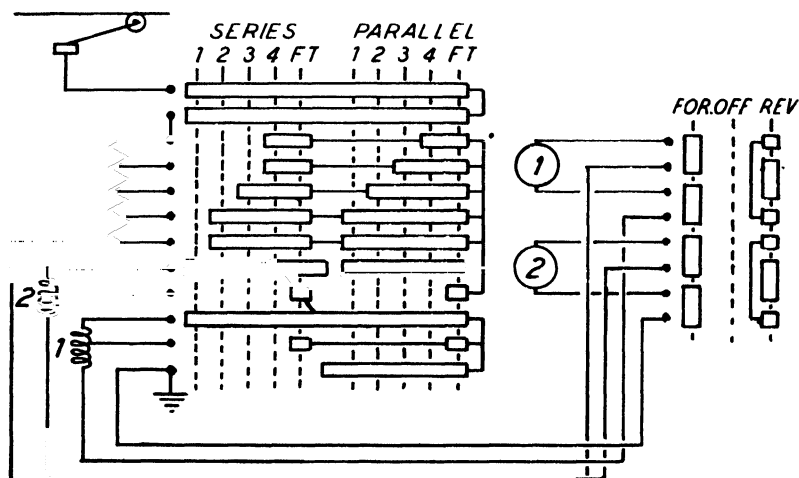 SERIES PARALLEL
1 2 3 4 FT 1 2 3 4 FT
FOR. OFF REV
1
2
2
1